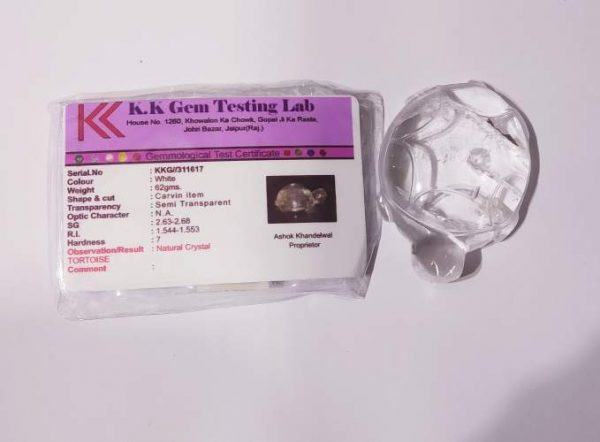 K.K Gem Testing Lab
House No. 1260, Khowalon Ka Chowk, Gopal Ji Ka Rasta,
Johri Bazar, Jaipur(Raj.)
Gemmological Test Certificate
Serial.No KKG//311617
Colour : White
Weight : 62gms.
Shape & cut : Carvin item
Transparency : Semi Transparent
Optic Character : N.A.
SG : 2.63-2.68
R.I. : 1.544-1.553
Hardness : 7
Observation/Result : Natural Crystal
TORTOISE
Comment :
Ashok Khandelwal
Proprietor